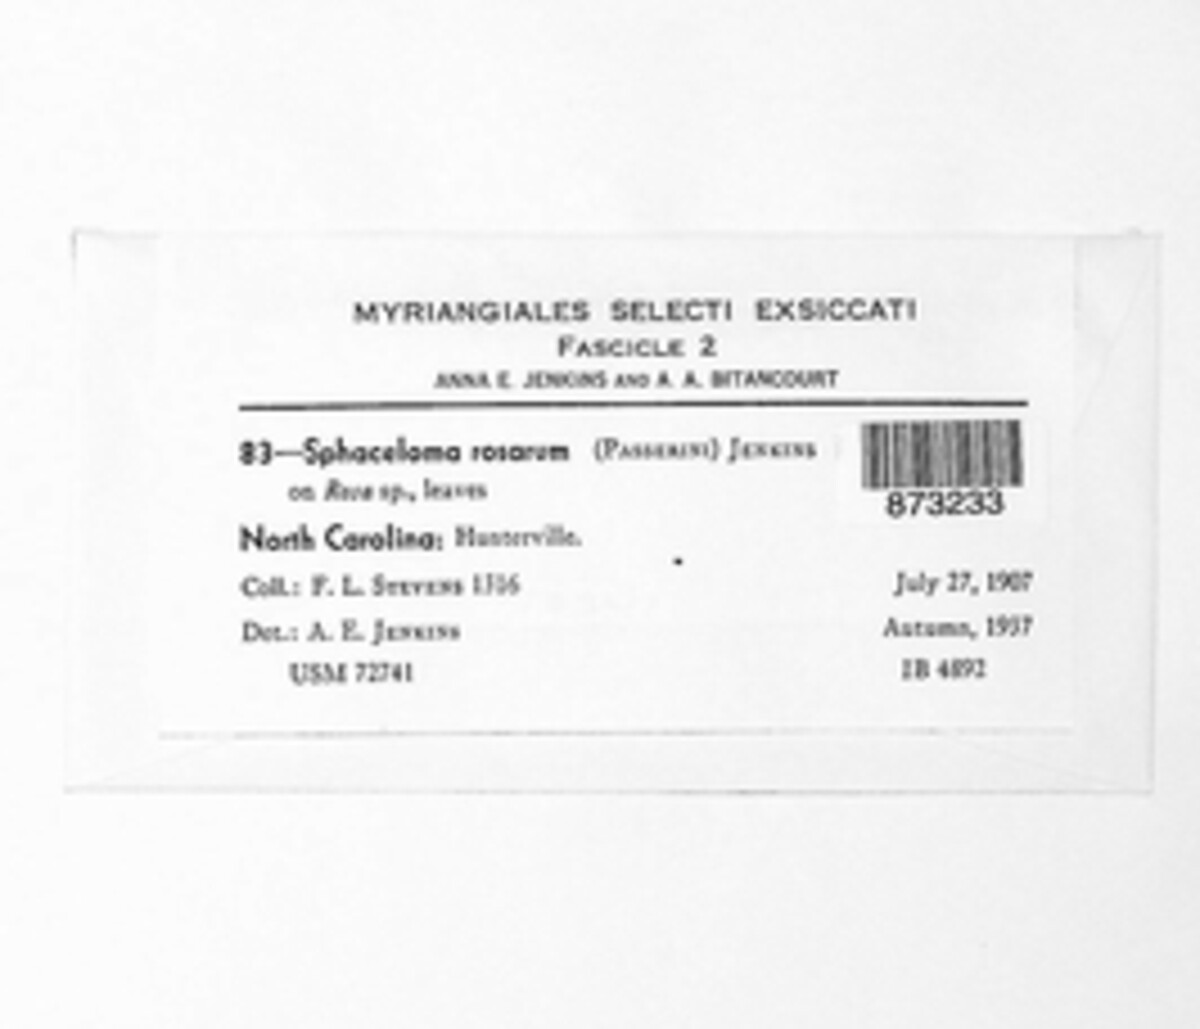 MYRIANGIALES SELECTI EXSICCATI
FASCICLE 2
ANNA E. JENKINS AND A. A. BITANCOURT
83—Sphaceloma rosarum (PASSERINI) JENKINS
on Rosa sp., leaves
873233
North Carolina: Hunterville.
Coll.: F. L. STEVENS 1316 July 27, 1907
Det.: A. E. JENKINS Autumn, 1937
USM 72741 IB 4892